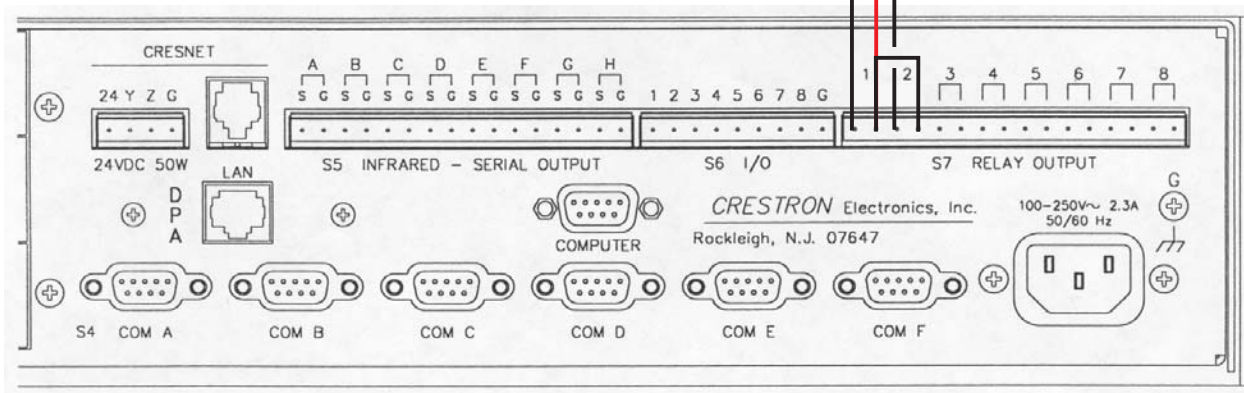 CRESNET
24 Y Z G
24VDC 50W
LAN
D
P
A
A B C D E F G H
S G S G S G S G S G S G S G S G
S5 INFRARED - SERIAL OUTPUT
1 2 3 4 5 6 7 8 G
S6 I/O
1 2 3 4 5 6 7 8
S7 RELAY OUTPUT
COMPUTER
CRESTRON Electronics, Inc.
Rockleigh, N.J. 07647
100-250V~ 2.3A
50/60 Hz
G
S4 COM A COM B COM C COM D COM E COM F